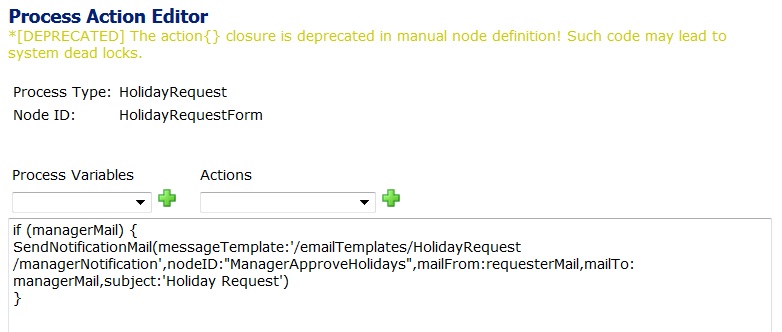 Process Action Editor
*[DEPRECATED] The action{} closure is deprecated in manual node definition! Such code may lead to
system dead locks.
Process Type: HolidayRequest
Node ID: HolidayRequestForm
Process Variables Actions
if (managerMail) {
SendNotificationMail(messageTemplate:'/emailTemplates/HolidayRequest
/managerNotification',nodeID:"ManagerApproveHolidays",mailFrom:requesterMail,mailTo:
managerMail,subject:'Holiday Request')
}